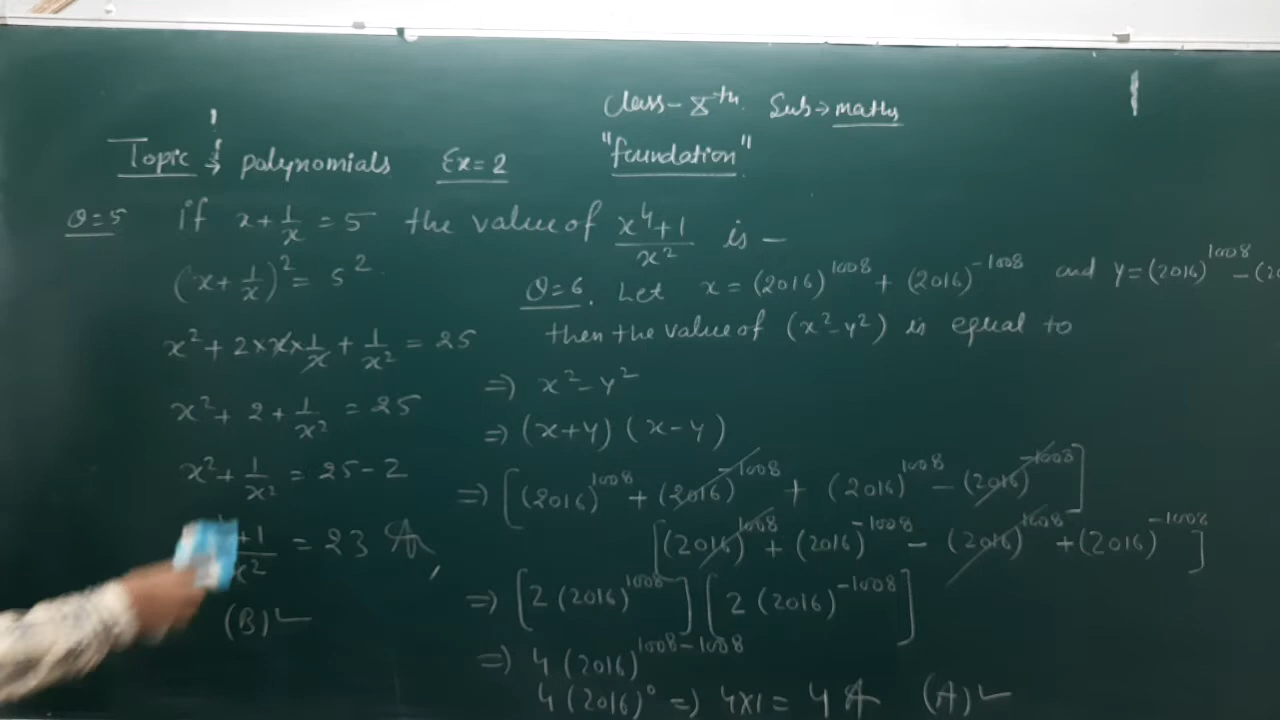 Class - 8th Sub → maths
"foundation"
Topic → polynomials Ex = 2
Q=5 if x + 1/x = 5 the value of (x⁴+1)/x² is —
(x + 1/x)² = 5²
x² + 2×x×1/x + 1/x² = 25
x² + 2 + 1/x² = 25
x² + 1/x² = 25 - 2
+1/x² = 23 A,
(B)
Q=6. Let x = (2016)^1008 + (2016)^-1008 and y = (2016)^1008 - (2
then the value of (x² - y²) is equal to
⇒ x² - y²
⇒ (x+y) (x-y)
⇒ [(2016)^1008 + (2016)^-1008 + (2016)^1008 - (2016)^-1008]
[(2016)^1008 + (2016)^-1008 - (2016)^1008 + (2016)^-1008]
⇒ [2 (2016)^1008] [2 (2016)^-1008]
⇒ 4 (2016)^1008-1008
4 (2016)⁰ ⇒ 4×1 = 4 A (A)